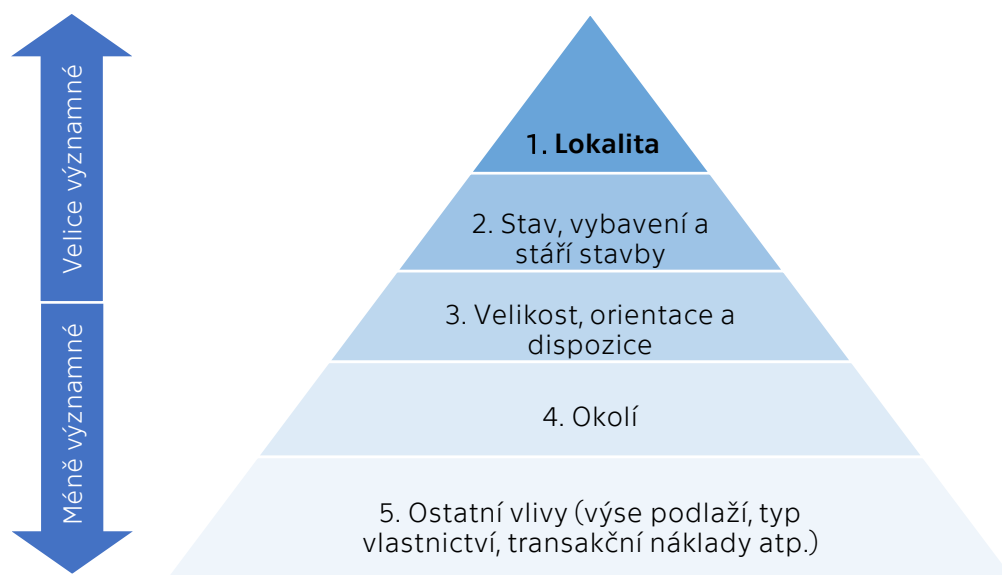 Velice významné
Méně významné
1. Lokalita
2. Stav, vybavení a
stáří stavby
3. Velikost, orientace a
dispozice
4. Okolí
5. Ostatní vlivy (výse podlaží, typ
vlastnictví, transakční náklady atp.)